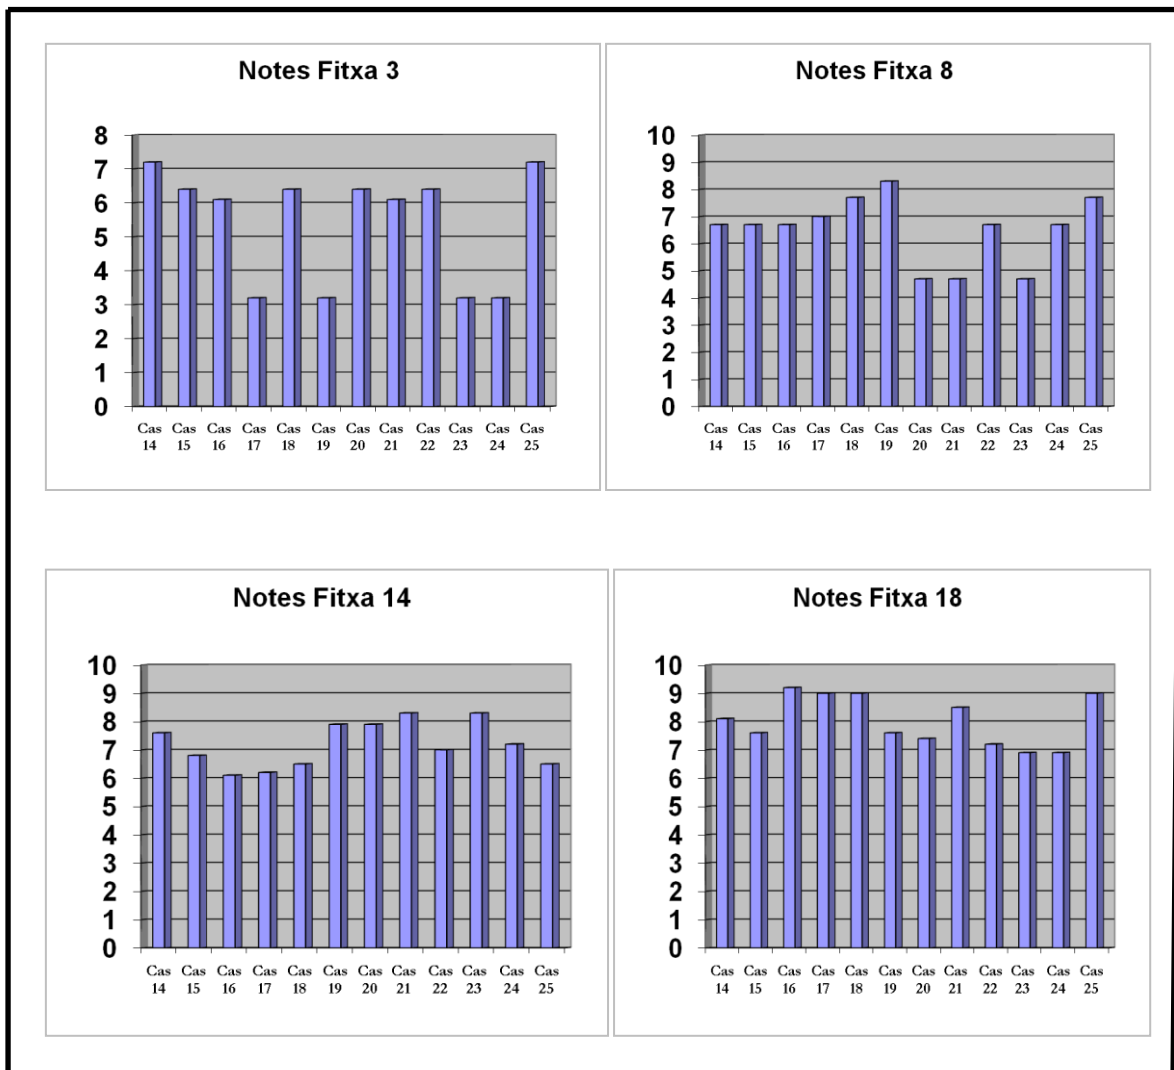 Notes Fitxa 3
8
7
6
5
4
3
2
1
0
Cas 14
Cas 15
Cas 16
Cas 17
Cas 18
Cas 19
Cas 20
Cas 21
Cas 22
Cas 23
Cas 24
Cas 25
Notes Fitxa 8
10
9
8
7
6
5
4
3
2
1
0
Cas 14
Cas 15
Cas 16
Cas 17
Cas 18
Cas 19
Cas 20
Cas 21
Cas 22
Cas 23
Cas 24
Cas 25
Notes Fitxa 14
10
9
8
7
6
5
4
3
2
1
0
Cas 14
Cas 15
Cas 16
Cas 17
Cas 18
Cas 19
Cas 20
Cas 21
Cas 22
Cas 23
Cas 24
Cas 25
Notes Fitxa 18
10
9
8
7
6
5
4
3
2
1
0
Cas 14
Cas 15
Cas 16
Cas 17
Cas 18
Cas 19
Cas 20
Cas 21
Cas 22
Cas 23
Cas 24
Cas 25